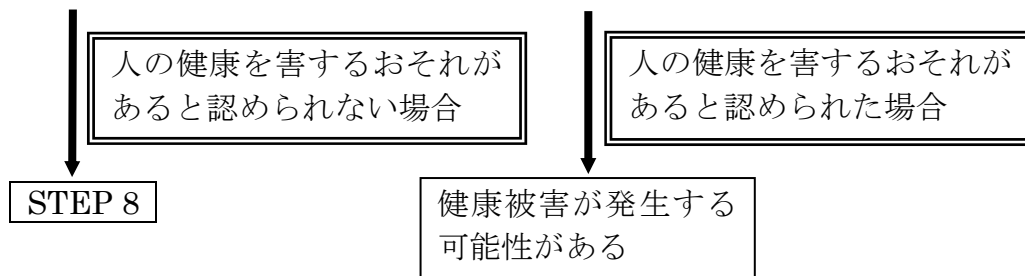 人の健康を害するおそれが
あると認められない場合
人の健康を害するおそれが
あると認められた場合
STEP 8
健康被害が発生する
可能性がある